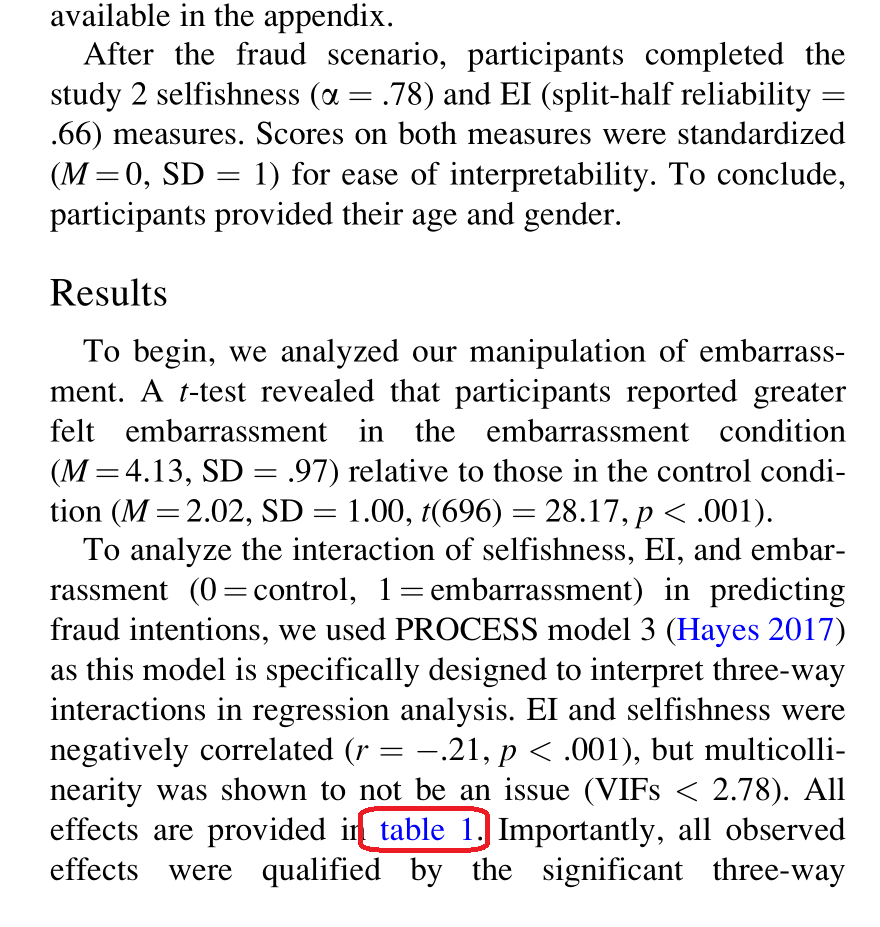 available in the appendix.
After the fraud scenario, participants completed the
study 2 selfishness (α = .78) and EI (split-half reliability =
.66) measures. Scores on both measures were standardized
(M = 0, SD = 1) for ease of interpretability. To conclude,
participants provided their age and gender.
Results
To begin, we analyzed our manipulation of embarrass-
ment. A t-test revealed that participants reported greater
felt embarrassment in the embarrassment condition
(M = 4.13, SD = .97) relative to those in the control condi-
tion (M = 2.02, SD = 1.00, t(696) = 28.17, p < .001).
To analyze the interaction of selfishness, EI, and embar-
rassment (0 = control, 1 = embarrassment) in predicting
fraud intentions, we used PROCESS model 3 (Hayes 2017)
as this model is specifically designed to interpret three-way
interactions in regression analysis. EI and selfishness were
negatively correlated (r = −.21, p < .001), but multicolli-
nearity was shown to not be an issue (VIFs < 2.78). All
effects are provided in table 1. Importantly, all observed
effects were qualified by the significant three-way